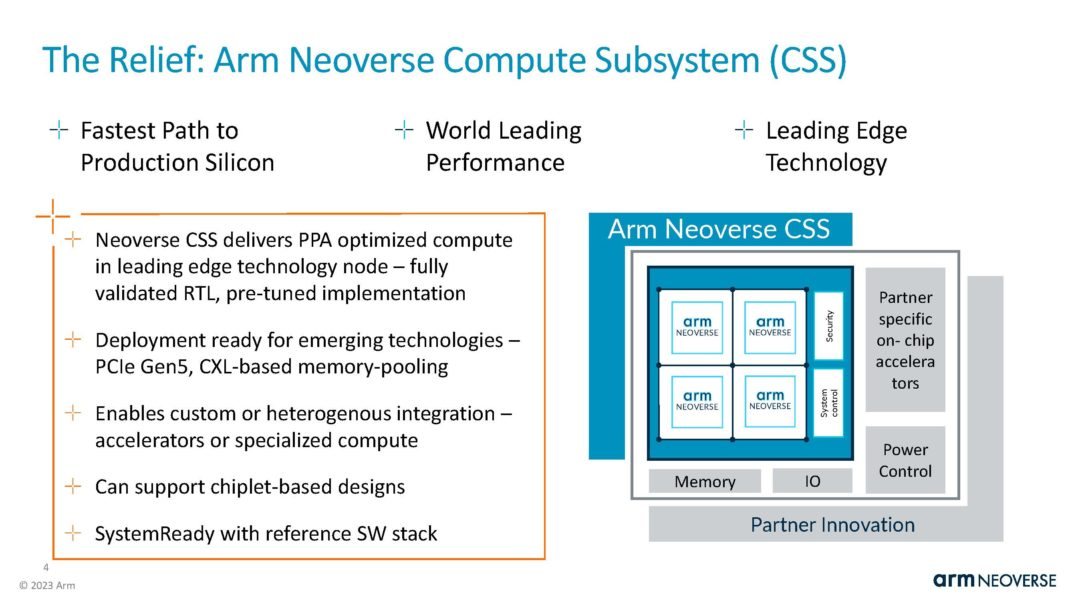 The Relief: Arm Neoverse Compute Subsystem (CSS)
Fastest Path to
Production Silicon
World Leading
Performance
Leading Edge
Technology
Neoverse CSS delivers PPA optimized compute
in leading edge technology node – fully
validated RTL, pre-tuned implementation
Deployment ready for emerging technologies –
PCIe Gen5, CXL-based memory-pooling
Enables custom or heterogenous integration –
accelerators or specialized compute
Can support chiplet-based designs
SystemReady with reference SW stack
Arm Neoverse CSS
arm
NEOVERSE
arm
NEOVERSE
Security
arm
NEOVERSE
arm
NEOVERSE
System
control
Partner
specific
on- chip
accelera
tors
Power
Control
Memory
IO
Partner Innovation
4
© 2023 Arm
arm NEOVERSE